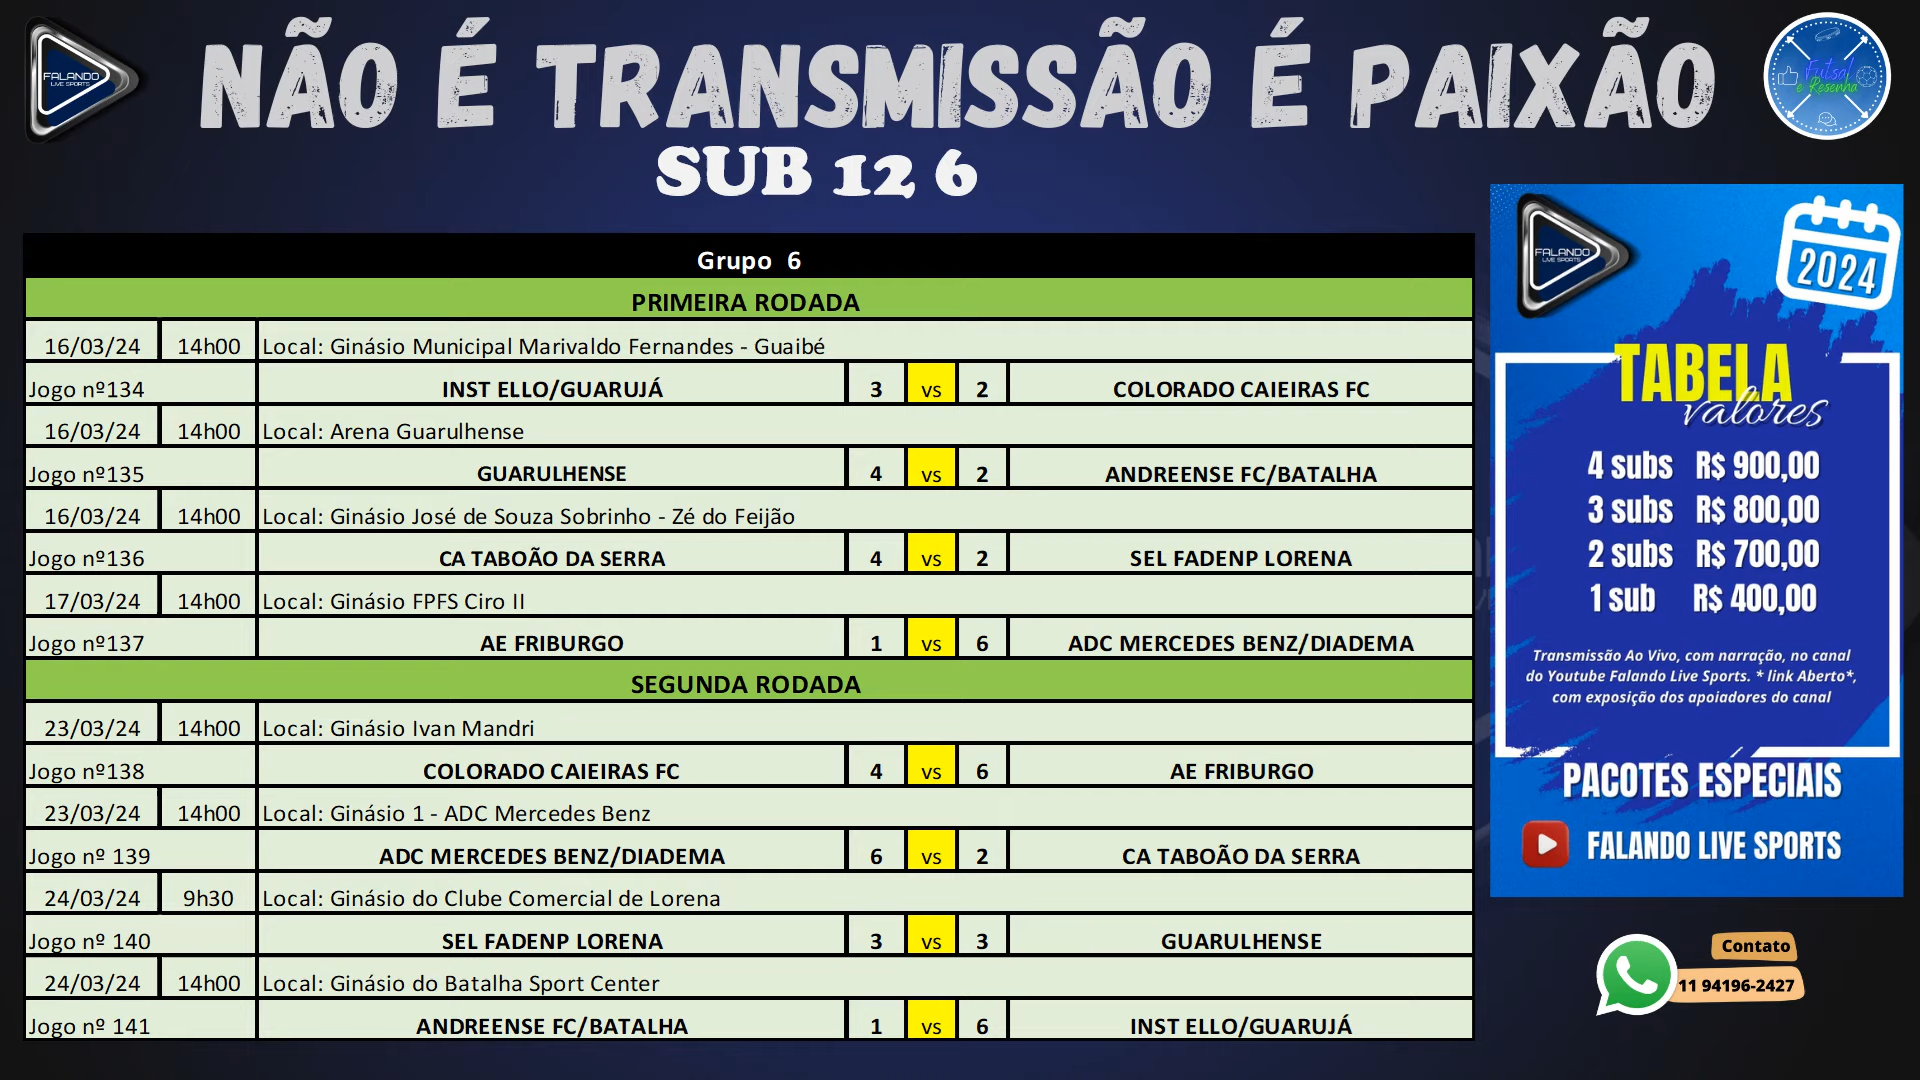 FALANDO
LIVE SPORTS
NÃO É TRANSMISSÃO É PAIXÃO
Futsal
e Resenha
SUB 12 6
Grupo 6
PRIMEIRA RODADA
16/03/24 14h00 Local: Ginásio Municipal Marivaldo Fernandes - Guaibé
Jogo nº134 INST ELLO/GUARUJÁ 3 vs 2 COLORADO CAIEIRAS FC
16/03/24 14h00 Local: Arena Guarulhense
Jogo nº135 GUARULHENSE 4 vs 2 ANDREENSE FC/BATALHA
16/03/24 14h00 Local: Ginásio José de Souza Sobrinho - Zé do Feijão
Jogo nº136 CA TABOÃO DA SERRA 4 vs 2 SEL FADENP LORENA
17/03/24 14h00 Local: Ginásio FPFS Ciro II
Jogo nº137 AE FRIBURGO 1 vs 6 ADC MERCEDES BENZ/DIADEMA
SEGUNDA RODADA
23/03/24 14h00 Local: Ginásio Ivan Mandri
Jogo nº138 COLORADO CAIEIRAS FC 4 vs 6 AE FRIBURGO
23/03/24 14h00 Local: Ginásio 1 - ADC Mercedes Benz
Jogo nº 139 ADC MERCEDES BENZ/DIADEMA 6 vs 2 CA TABOÃO DA SERRA
24/03/24 9h30 Local: Ginásio do Clube Comercial de Lorena
Jogo nº 140 SEL FADENP LORENA 3 vs 3 GUARULHENSE
24/03/24 14h00 Local: Ginásio do Batalha Sport Center
Jogo nº 141 ANDREENSE FC/BATALHA 1 vs 6 INST ELLO/GUARUJÁ
FALANDO
LIVE SPORTS
2024
TABELA
valores
4 subs R$ 900,00
3 subs R$ 800,00
2 subs R$ 700,00
1 sub R$ 400,00
Transmissão Ao Vivo, com narração, no canal
do Youtube Falando Live Sports. * link Aberto*,
com exposição dos apoiadores do canal
PACOTES ESPECIAIS
FALANDO LIVE SPORTS
Contato
11 94196-2427